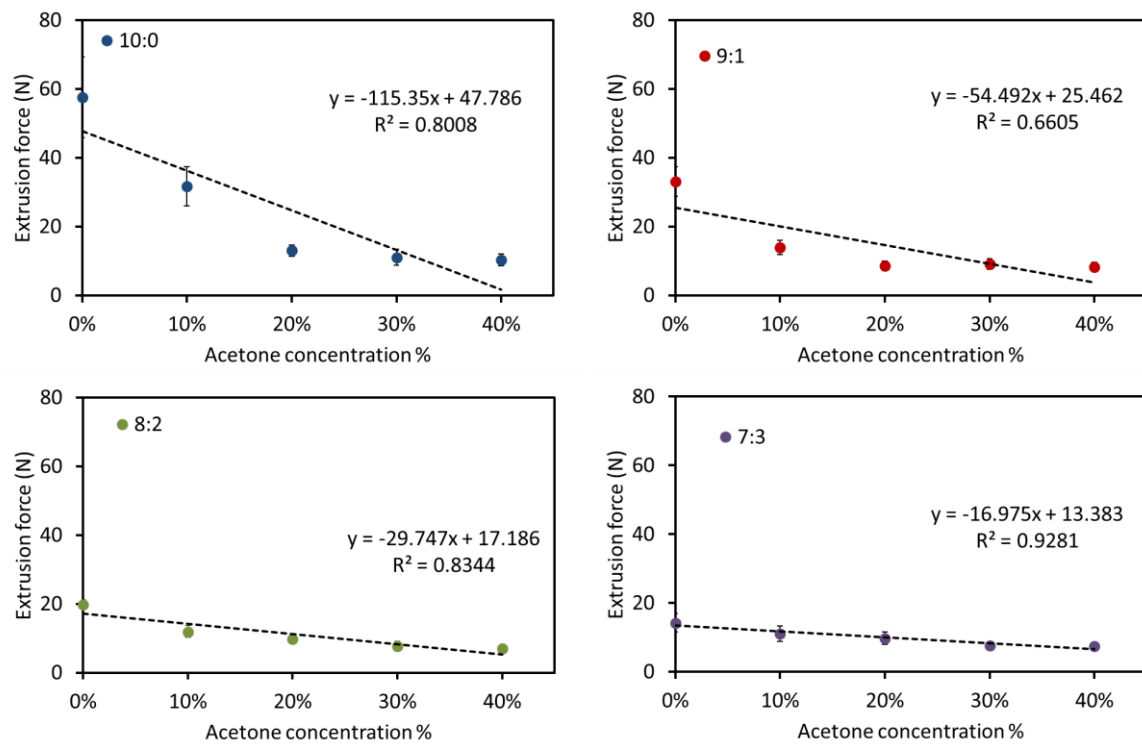 80
60
40
20
0
Extrusion force (N)
10:0
y = -115.35x + 47.786
R² = 0.8008
0% 10% 20% 30% 40%
Acetone concentration %
80
60
40
20
0
Extrusion force (N)
9:1
y = -54.492x + 25.462
R² = 0.6605
0% 10% 20% 30% 40%
Acetone concentration %
80
60
40
20
0
Extrusion force (N)
8:2
y = -29.747x + 17.186
R² = 0.8344
0% 10% 20% 30% 40%
Acetone concentration %
80
60
40
20
0
Extrusion force (N)
7:3
y = -16.975x + 13.383
R² = 0.9281
0% 10% 20% 30% 40%
Acetone concentration %